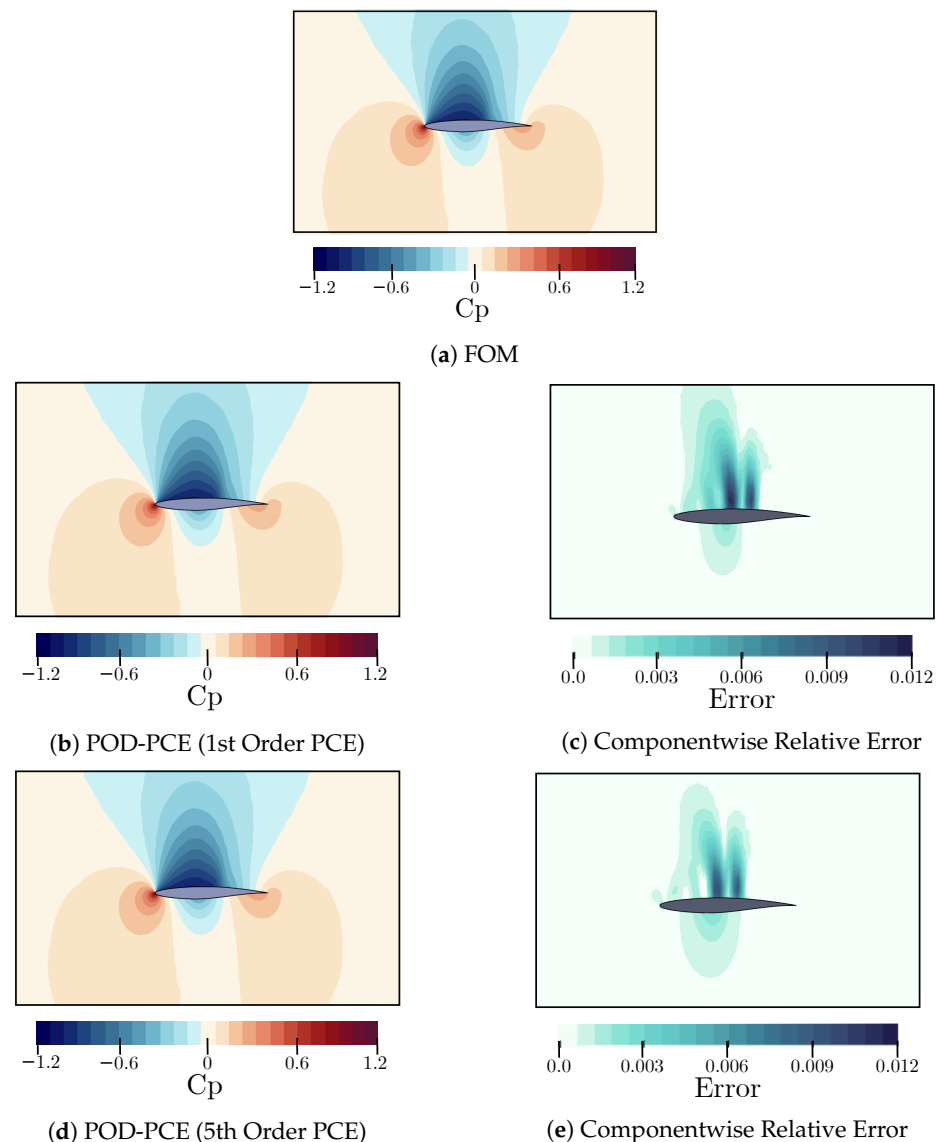 −1.2 −0.6 0 0.6 1.2
Cp
(a) FOM
−1.2 −0.6 0 0.6 1.2
Cp
(b) POD-PCE (1st Order PCE)
0.0 0.003 0.006 0.009 0.012
Error
(c) Componentwise Relative Error
−1.2 −0.6 0 0.6 1.2
Cp
(d) POD-PCE (5th Order PCE)
0.0 0.003 0.006 0.009 0.012
Error
(e) Componentwise Relative Error